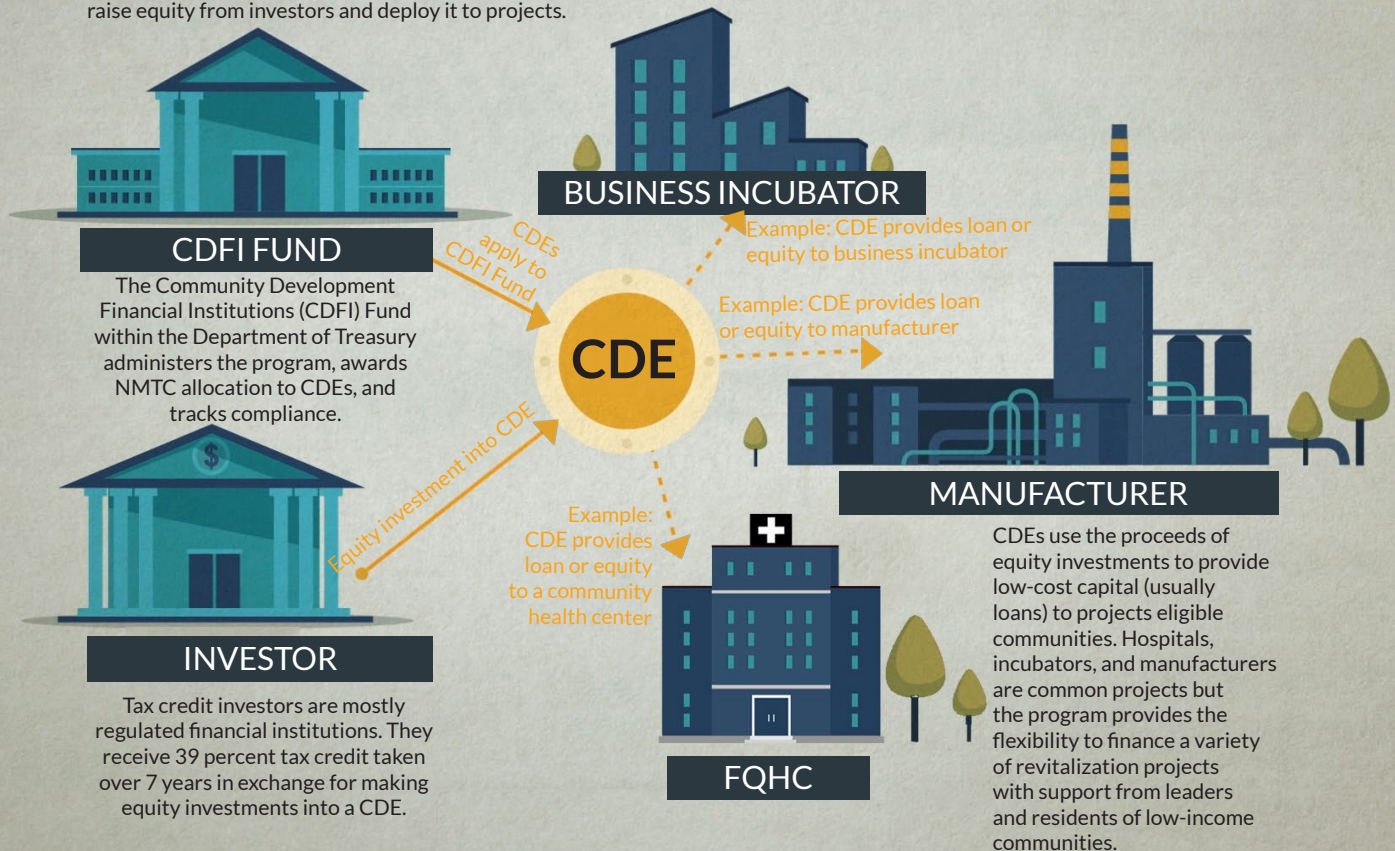 raise equity from investors and deploy it to projects.
BUSINESS INCUBATOR
CDFI FUND
The Community Development
Financial Institutions (CDFI) Fund
within the Department of Treasury
administers the program, awards
NMTC allocation to CDEs, and
tracks compliance.
CDEs
apply to
CDFI Fund
Example: CDE provides loan or
equity to business incubator
Example: CDE provides loan
or equity to manufacturer
CDE
Equity investment into CDE
$
INVESTOR
Tax credit investors are mostly
regulated financial institutions. They
receive 39 percent tax credit taken
over 7 years in exchange for making
equity investments into a CDE.
Example:
CDE provides
loan or equity
to a community
health center
FQHC
MANUFACTURER
CDEs use the proceeds of
equity investments to provide
low-cost capital (usually
loans) to projects eligible
communities. Hospitals,
incubators, and manufacturers
are common projects but
the program provides the
flexibility to finance a variety
of revitalization projects
with support from leaders
and residents of low-income
communities.